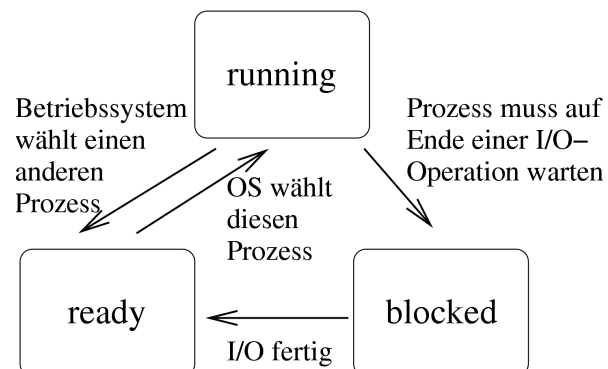 running
Betriebssystem
wählt einen
anderen
Prozess
Prozess muss auf
Ende einer I/O–
Operation warten
OS wählt
diesen
Prozess
ready
blocked
I/O fertig